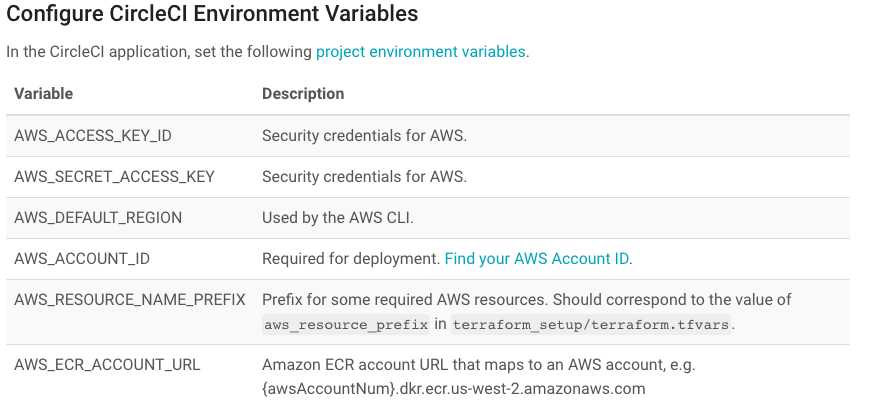 Configure CircleCI Environment Variables
In the CircleCI application, set the following project environment variables.
Variable Description
AWS_ACCESS_KEY_ID Security credentials for AWS.
AWS_SECRET_ACCESS_KEY Security credentials for AWS.
AWS_DEFAULT_REGION Used by the AWS CLI.
AWS_ACCOUNT_ID Required for deployment. Find your AWS Account ID.
AWS_RESOURCE_NAME_PREFIX Prefix for some required AWS resources. Should correspond to the value of
aws_resource_prefix in terraform_setup/terraform.tfvars.
AWS_ECR_ACCOUNT_URL Amazon ECR account URL that maps to an AWS account, e.g.
{awsAccountNum}.dkr.ecr.us-west-2.amazonaws.com